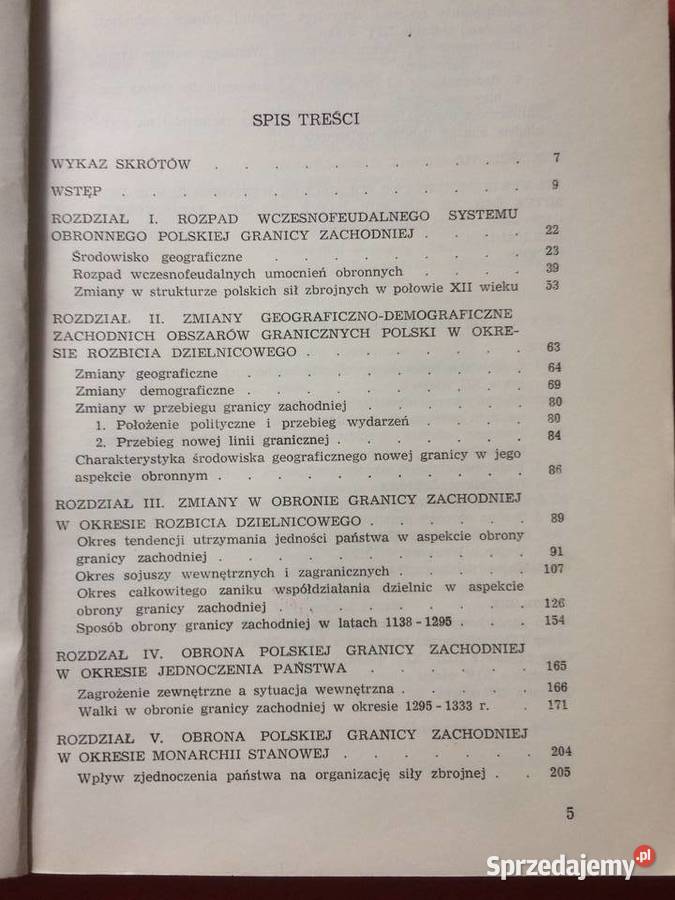 SPIS TREŚCI
WYKAZ SKRÓTÓW . . . . . . . . . . . 7
WSTĘP . . . . . . . . . . . . . . 9
ROZDZIAŁ I. ROZPAD WCZESNOFEUDALNEGO SYSTEMU
OBRONNEGO POLSKIEJ GRANICY ZACHODNIEJ . . . . 22
Środowisko geograficzne . . . . . . . . . 23
Rozpad wczesnofeudalnych umocnień obronnych . . . . 39
Zmiany w strukturze polskich sił zbrojnych w połowie XII wieku 53
ROZDZIAŁ II. ZMIANY GEOGRAFICZNO-DEMOGRAFICZNE
ZACHODNICH OBSZARÓW GRANICZNYCH POLSKI W OKRE-
SIE ROZBICIA DZIELNICOWEGO . . . . . . . . 63
Zmiany geograficzne . . . . . . . . . . 64
Zmiany demograficzne . . . . . . . . . . 69
Zmiany w przebiegu granicy zachodniej . . . . . . 80
1. Położenie polityczne i przebieg wydarzeń . . . . 80
2. Przebieg nowej linii granicznej . . . . . . . 84
Charakterystyka środowiska geograficznego nowej granicy w jego
aspekcie obronnym . . . . . . . . . . . 86
ROZDZIAŁ III. ZMIANY W OBRONIE GRANICY ZACHODNIEJ
W OKRESIE ROZBICIA DZIELNICOWEGO . . . . . . 89
Okres tendencji utrzymania jedności państwa w aspekcie obrony
granicy zachodniej . . . . . . . . . . . 91
Okres sojuszy wewnętrznych i zagranicznych . . . . . 107
Okres całkowitego zaniku współdziałania dzielnic w aspekcie
obrony granicy zachodniej . . . . . . . . . 126
Sposób obrony granicy zachodniej w latach 1138 - 1295 . . . 154
ROZDZAŁ IV. OBRONA POLSKIEJ GRANICY ZACHODNIEJ
W OKRESIE JEDNOCZENIA PAŃSTWA . . . . . . 165
Zagrożenie zewnętrzne a sytuacja wewnętrzna . . . . . 166
Walki w obronie granicy zachodniej w okresie 1295 - 1333 r. . 171
ROZDZIAŁ V. OBRONA POLSKIEJ GRANICY ZACHODNIEJ
W OKRESIE MONARCHII STANOWEJ . . . . . . . 204
Wpływ zjednoczenia państwa na organizację siły zbrojnej . . 205
5
Sprzedajemy.pl